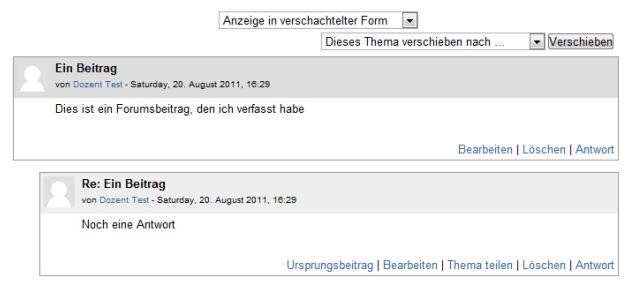 Anzeige in verschachtelter Form
Dieses Thema verschieben nach ... Verschieben
Ein Beitrag
von Dozent Test - Saturday, 20. August 2011, 16:29
Dies ist ein Forumsbeitrag, den ich verfasst habe
Bearbeiten | Löschen | Antwort
Re: Ein Beitrag
von Dozent Test - Saturday, 20. August 2011, 16:29
Noch eine Antwort
Ursprungsbeitrag | Bearbeiten | Thema teilen | Löschen | Antwort